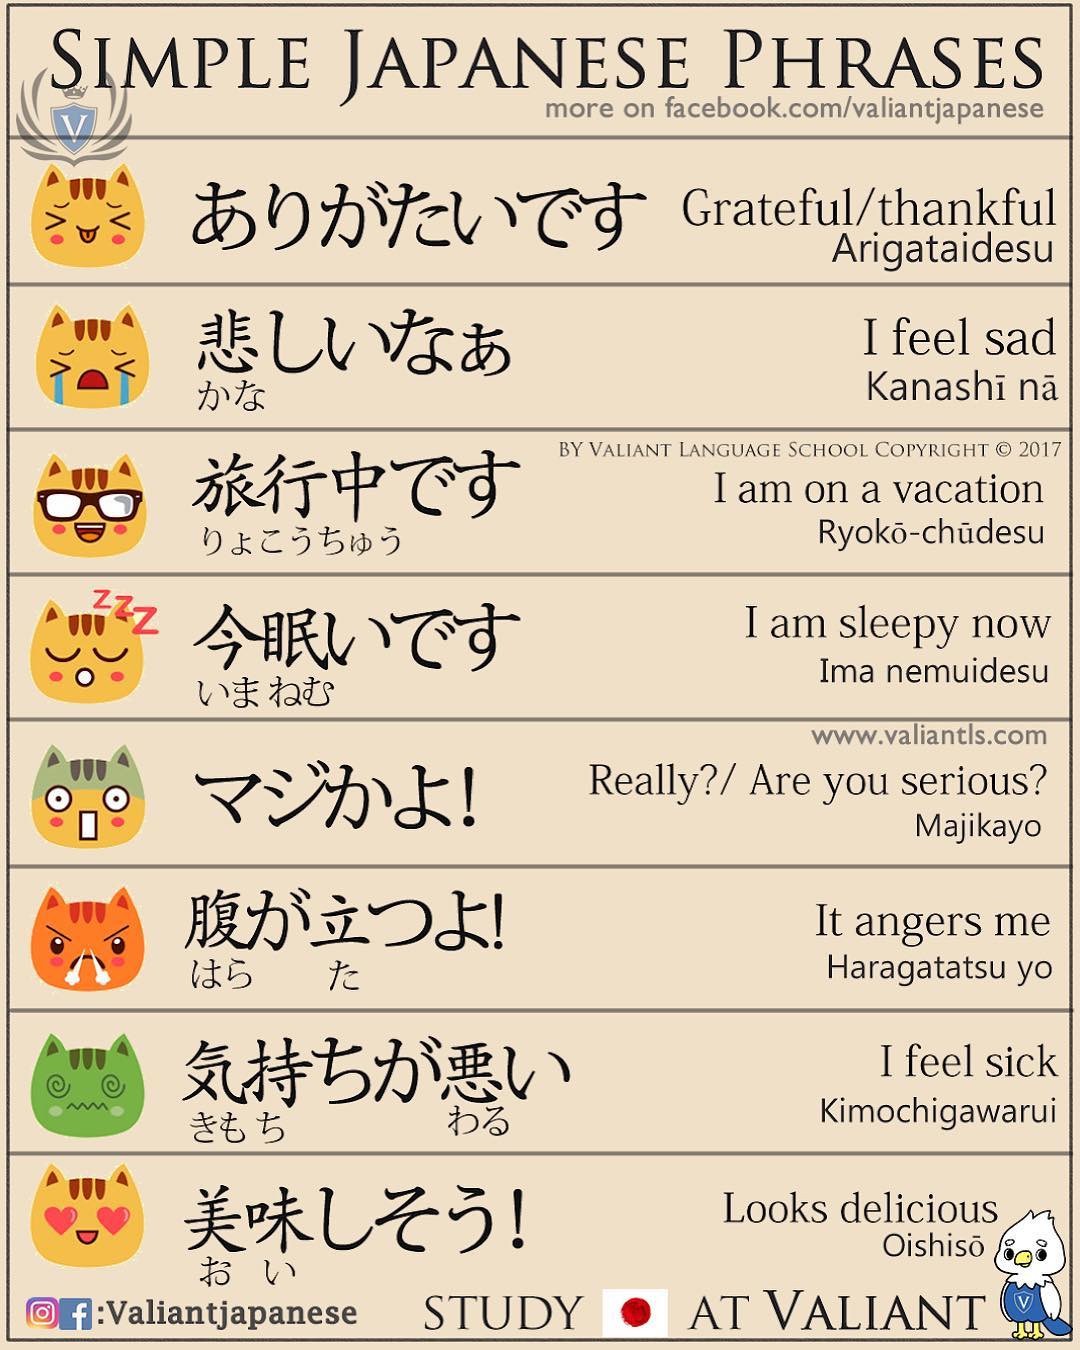 SIMPLE JAPANESE PHRASES
more on facebook.com/valiantjapanese
V
ありがたいです
Grateful/thankful
Arigataidesu
悲しいなぁ
かな
I feel sad
Kanashī nā
BY VALIANT LANGUAGE SCHOOL COPYRIGHT © 2017
旅行中です
りょこうちゅう
I am on a vacation
Ryokō-chūdesu
zzz
今眠いです
いまねむ
I am sleepy now
Ima nemuidesu
www.valiantls.com
マジかよ!
Really?/ Are you serious?
Majikayo
腹が立つよ!
はら た
It angers me
Haragatatsu yo
気持ちが悪い
きもち わる
I feel sick
Kimochigawarui
美味しそう!
お い
Looks delicious
Oishisō
:Valiantjapanese
STUDY AT VALIANT
V